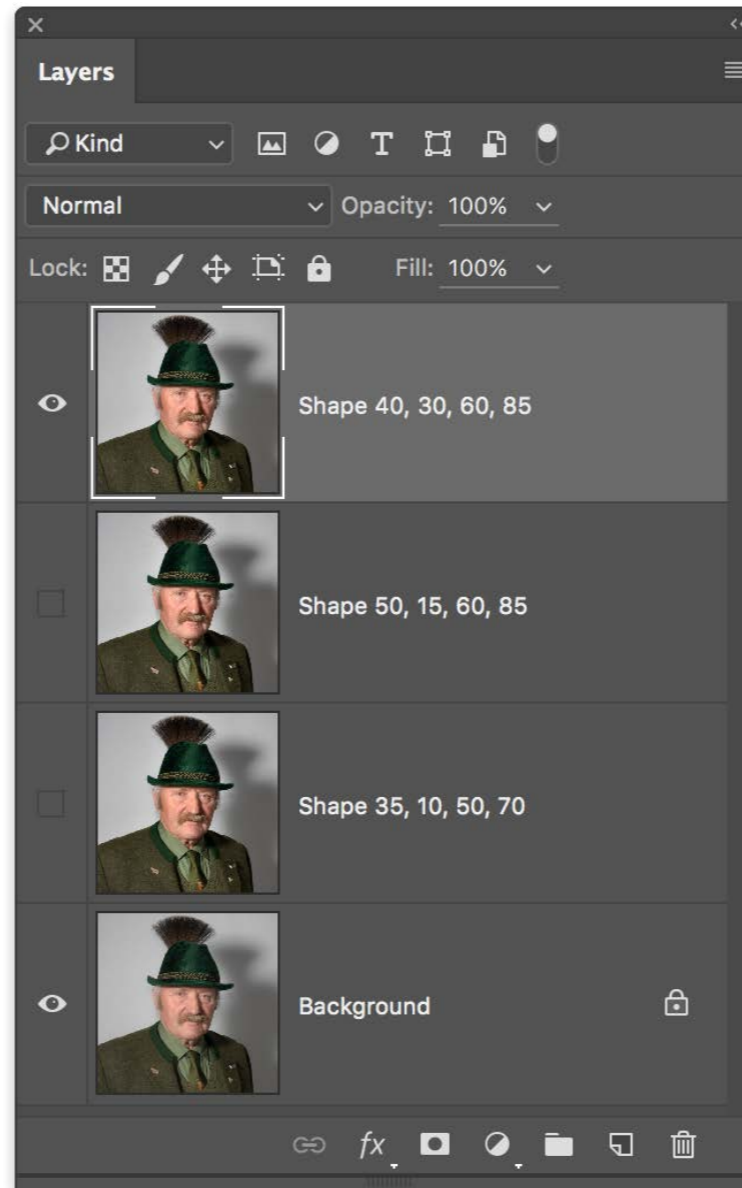 Layers
Kind
Normal Opacity: 100%
Lock: Fill: 100%
Shape 40, 30, 60, 85
Shape 50, 15, 60, 85
Shape 35, 10, 50, 70
Background
fx